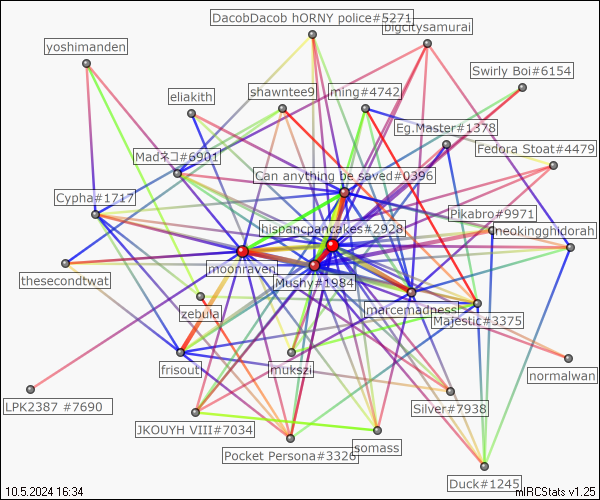 DacobDacob hORNY police#5271
bigcitysamurai
yoshimanden
Swirly Boi#6154
eliakith
shawntee9
ming#4742
Eg.Master#1378
Fedora Stoat#4479
Madネコ#6901
Can anything be saved#0396
Cypha#1717
Pikabro#9971
hispancpancakes#2928
neokingghidorah
moonraven
Mushy#1984
thesecondtwat
zebula
marcemadness
Majestic#3375
frisout
mukszi
normalwan
LPK2387 #7690
Silver#7938
JKOUYH VIII#7034
somass
Pocket Persona#3320
Duck#1245
10.5.2024 16:34
mIRCStats v1.25